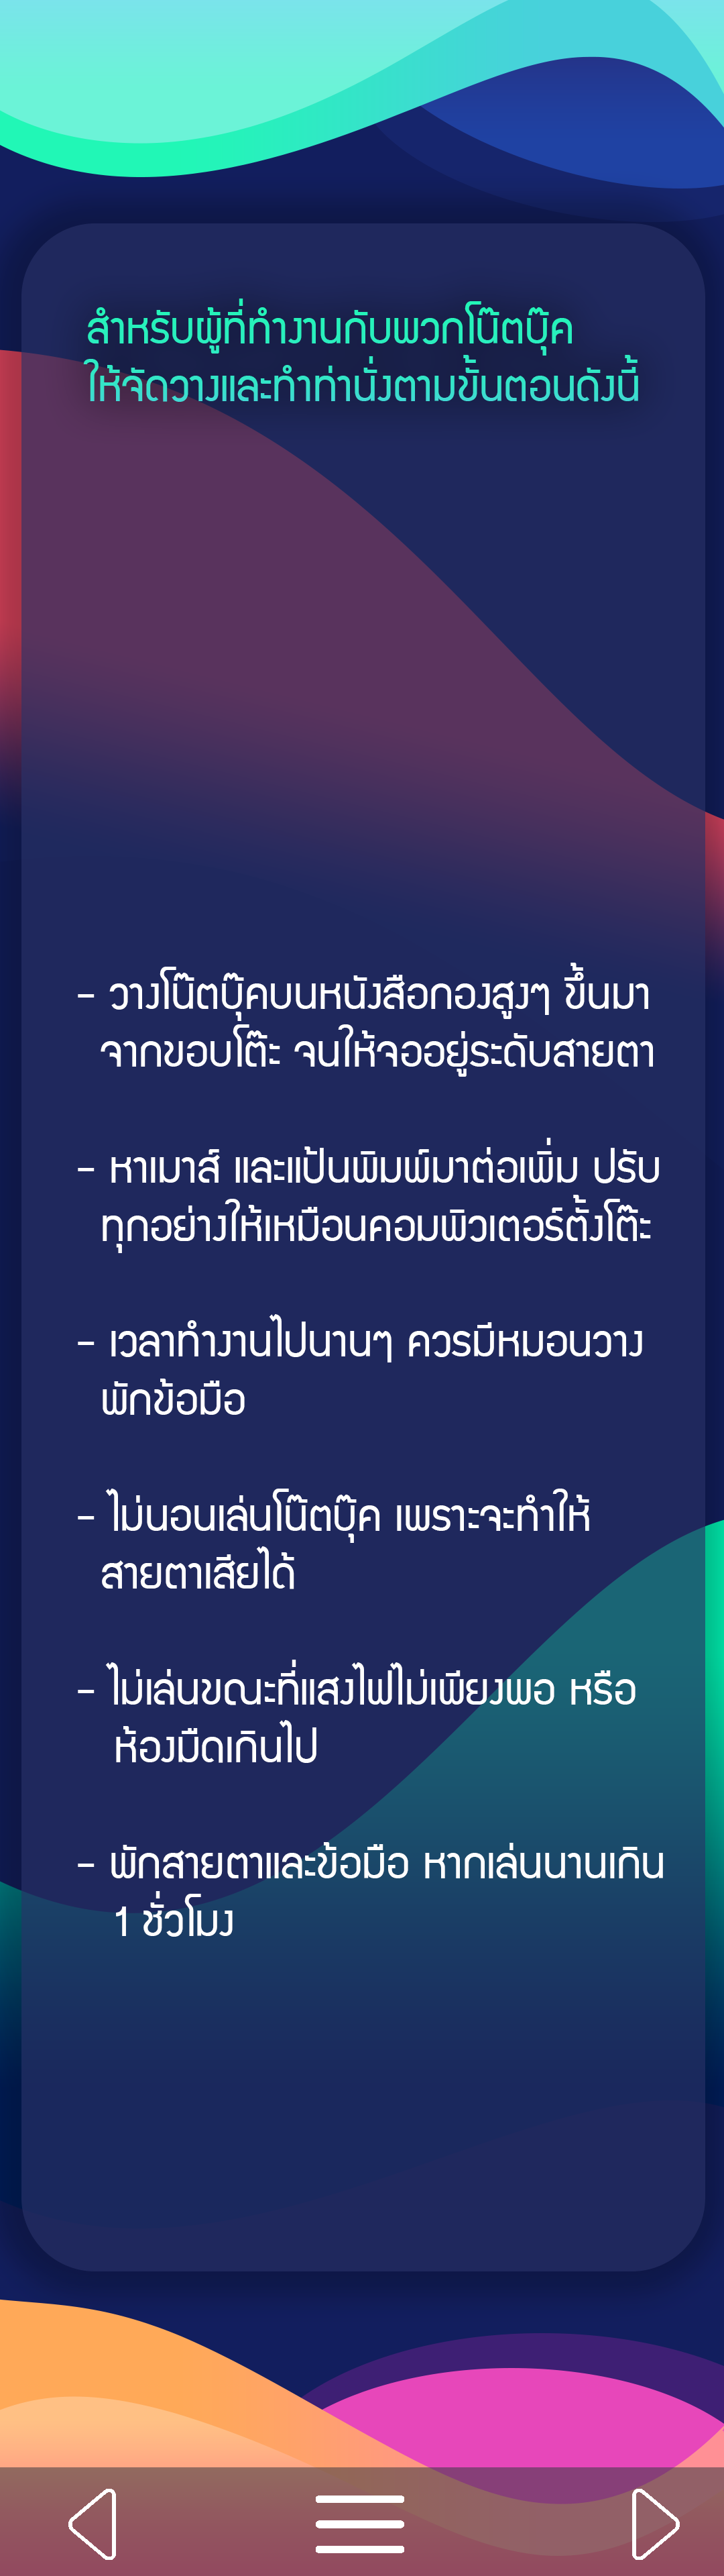 สำหรับผู้ที่ทำงานกับพวกโน๊ตบุ๊ค
ให้จัดวางและทำท่านั่งตามขั้นตอนดังนี้
- วางโน๊ตบุ๊คบนหนังสือกองสูงๆ ขึ้นมา
จากขอบโต๊ะ จนให้จออยู่ระดับสายตา
- หาเมาส์ และแป้นพิมพ์มาต่อเพิ่ม ปรับ
ทุกอย่างให้เหมือนคอมพิวเตอร์ตั้งโต๊ะ
- เวลาทำงานไปนานๆ ควรมีหมอนวาง
พักข้อมือ
- ไม่นอนเล่นโน๊ตบุ๊ค เพราะจะทำให้
สายตาเสียได้
- ไม่เล่นขณะที่แสงไฟไม่เพียงพอ หรือ
ห้องมืดเกินไป
- พักสายตาและข้อมือ หากเล่นนานเกิน
1 ชั่วโมง